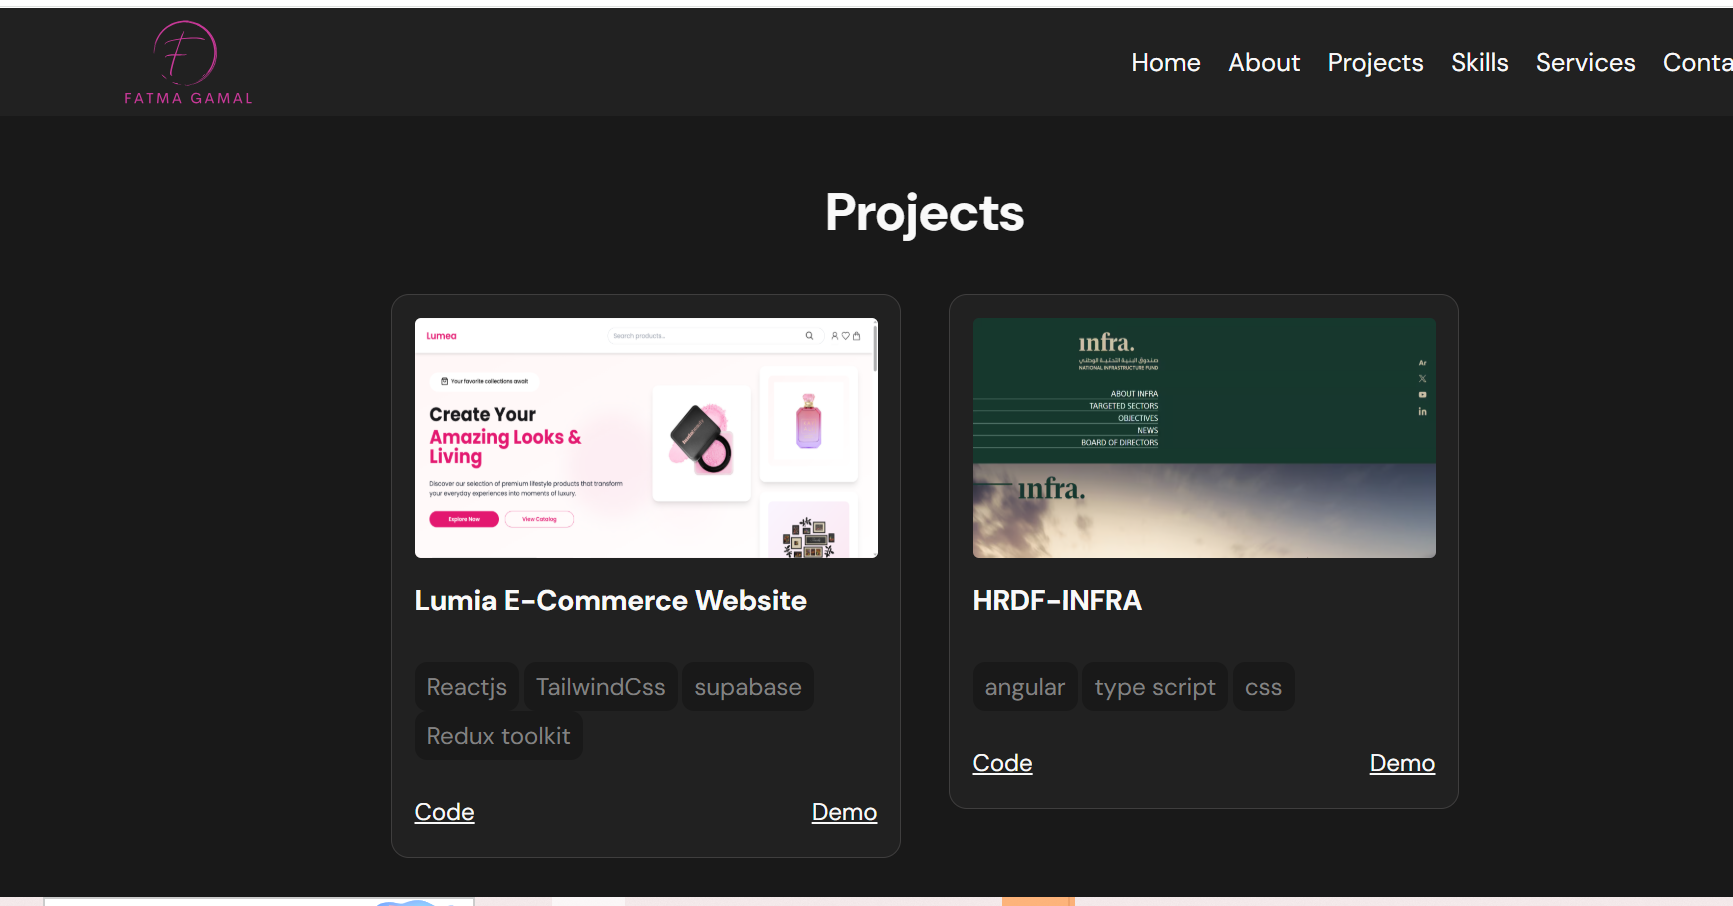 FATMA GAMAL
Home About Projects Skills Services Conta
Projects
Lumea
Search products...
Your favorite collections await
Create Your
Amazing Looks &
Living
Discover our selection of premium lifestyle products that transform
your everyday experiences into moments of luxury.
Explore Now View Catalog
infra.
صندوق البنية التحتية الوطني
NATIONAL INFRASTRUCTURE FUND
Ar
ABOUT INFRA
TARGETED SECTORS
OBJECTIVES
NEWS
BOARD OF DIRECTORS
infra.
Lumia E-Commerce Website
Reactjs TailwindCss supabase
Redux toolkit
Code Demo
HRDF-INFRA
angular type script css
Code Demo